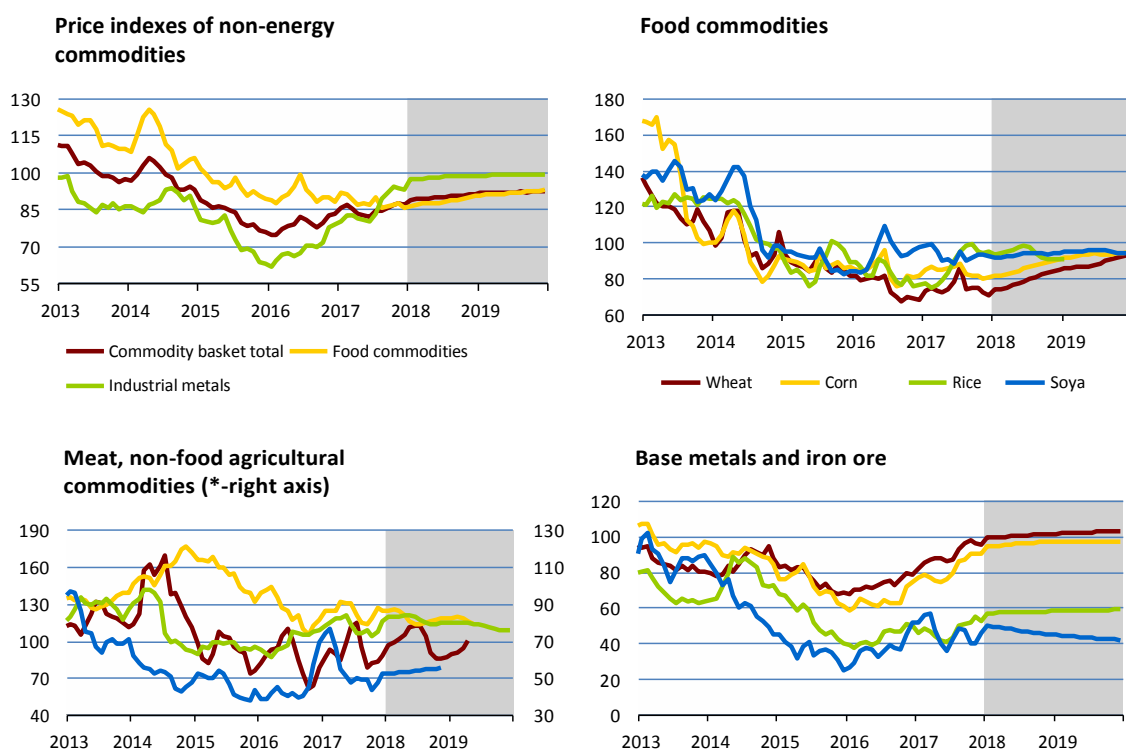 Price indexes of non-energy
commodities
130
115
100
85
70
55
2013 2014 2015 2016 2017 2018 2019
Commodity basket total Food commodities
Industrial metals
Food commodities
180
160
140
120
100
80
60
2013 2014 2015 2016 2017 2018 2019
Wheat Corn Rice Soya
Meat, non-food agricultural
commodities (*-right axis)
190 130
160 110
130 90
100 70
70 50
40 30
2013 2014 2015 2016 2017 2018 2019
Base metals and iron ore
120
100
80
60
40
20
0
2013 2014 2015 2016 2017 2018 2019